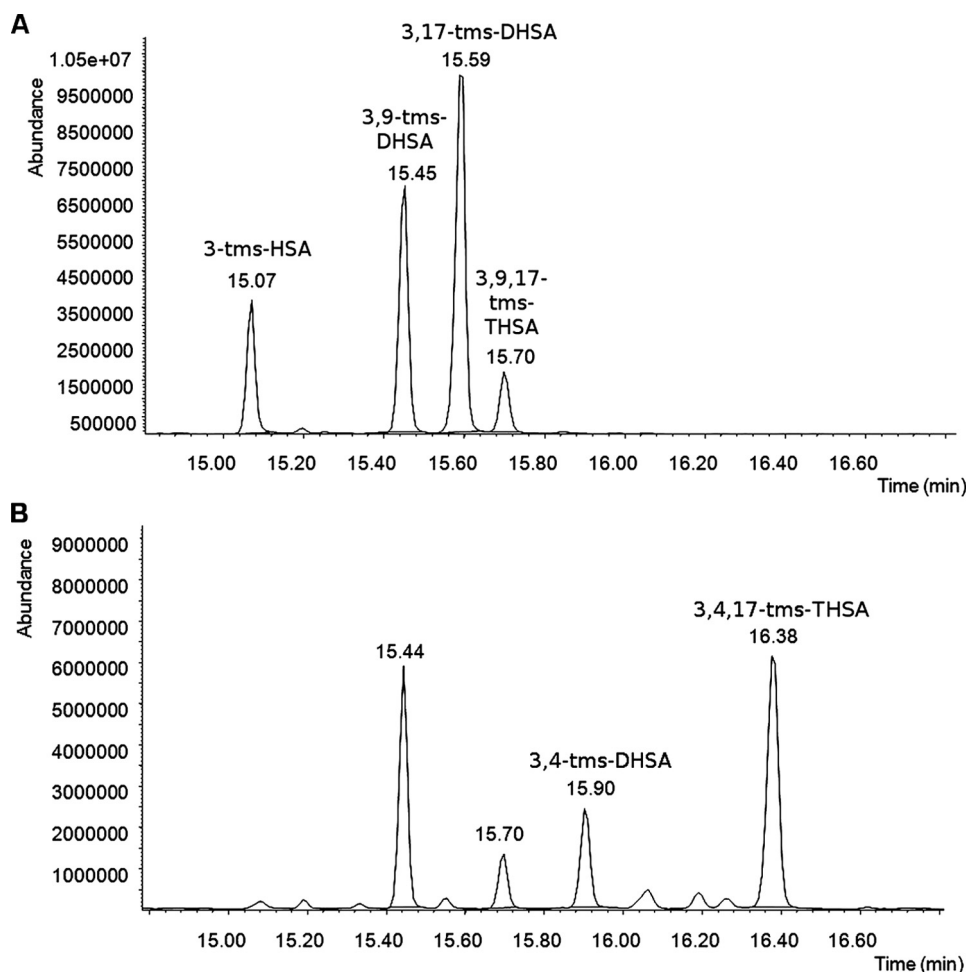 A
3,17-tms-DHSA
15.59
1.05e+07
9500000
8500000
7500000
6500000
5500000
4500000
3500000
2500000
1500000
500000
Abundance
3,9-tms-
DHSA
15.45
3-tms-HSA
15.07
3,9,17-
tms-
THSA
15.70
15.00 15.20 15.40 15.60 15.80 16.00 16.20 16.40 16.60
Time (min)
B
9000000
8000000
7000000
6000000
5000000
4000000
3000000
2000000
1000000
Abundance
3,4,17-tms-THSA
16.38
15.44
3,4-tms-DHSA
15.90
15.70
15.00 15.20 15.40 15.60 15.80 16.00 16.20 16.40 16.60
Time (min)